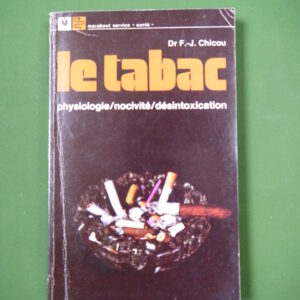 marabout service - santé -
Dr F.-J. Chicou
le tabac
physiologie/nocivité/désintoxication